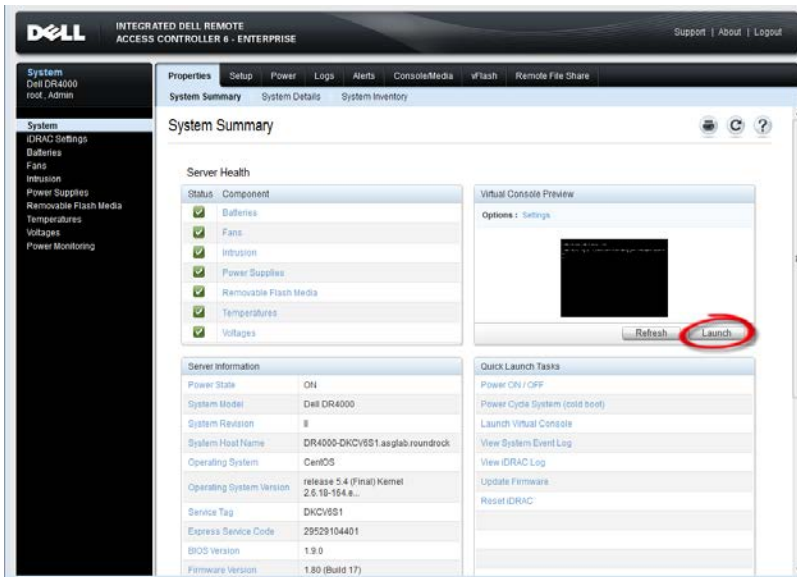 DELL
INTEGRATED DELL REMOTE
ACCESS CONTROLLER 6 - ENTERPRISE
Support | About | Logout
System
Dell DR4000
root , Admin
System
iDRAC Settings
Batteries
Fans
Intrusion
Power Supplies
Removable Flash Media
Temperatures
Voltages
Power Monitoring
Properties Setup Power Logs Alerts Console/Media vFlash Remote File Share
System Summary System Details System Inventory
System Summary
Server Health
Status Component
Batteries
Fans
Intrusion
Power Supplies
Removable Flash Media
Temperatures
Voltages
Virtual Console Preview
Options : Settings
Refresh Launch
Server Information
Power State ON
System Model Dell DR4000
System Revision II
System Host Name DR4000-DKCV6S1.asglab.roundrock
Operating System CentOS
Operating System Version release 5.4 (Final) Kernel
2.6.18-164.e...
Service Tag DKCV6S1
Express Service Code 29529104401
BIOS Version 1.9.0
Firmware Version 1.80 (Build 17)
Quick Launch Tasks
Power ON / OFF
Power Cycle System (cold boot)
Launch Virtual Console
View System Event Log
View iDRAC Log
Update Firmware
Reset iDRAC